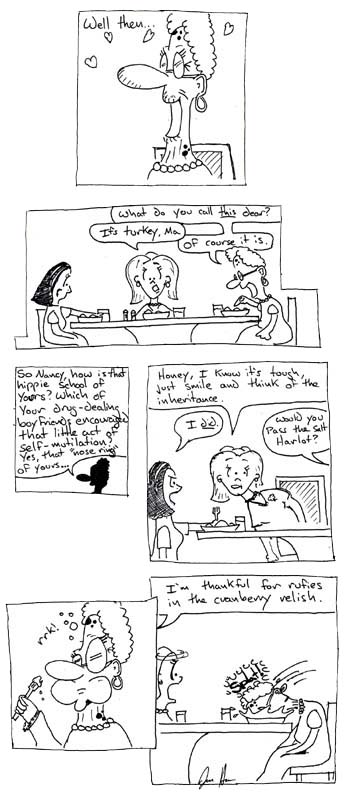 Well then...
What do you call this dear?
It's turkey, Ma.
Of course it is.
So Nancy, how is that
hippie school of
yours? Which of
your drug-dealing
boyfriends encouraged
that little act of
self-mutilation?
Yes, that "nose ring"
of yours...
Honey, I know it's tough,
just smile and think of the
inheritance.
I did.
Would you
Pass the salt
Harlot?
nrk!
I'm thankful for rufies
in the cranberry relish.